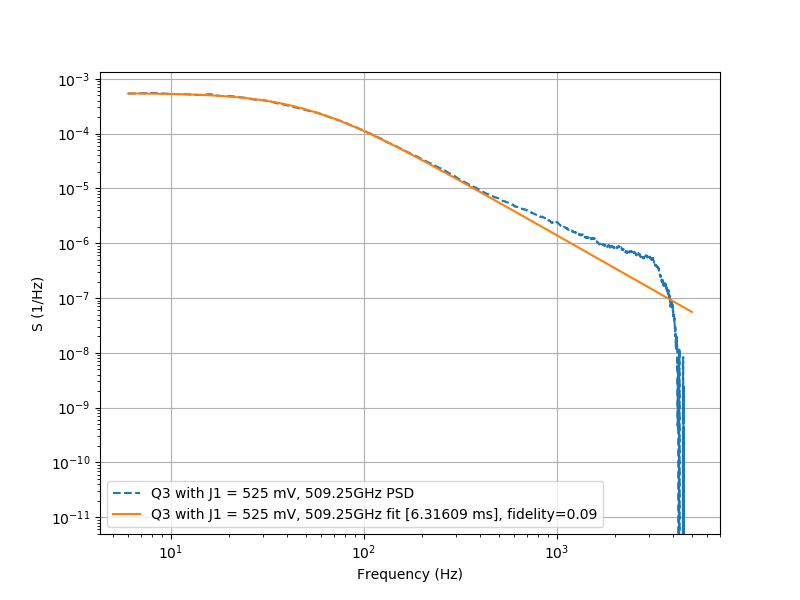 10⁻³
10⁻⁴
10⁻⁵
10⁻⁶
10⁻⁷
10⁻⁸
10⁻⁹
10⁻¹⁰
10⁻¹¹
S (1/Hz)
Q3 with J1 = 525 mV, 509.25GHz PSD
Q3 with J1 = 525 mV, 509.25GHz fit [6.31609 ms], fidelity=0.09
10¹ 10² 10³
Frequency (Hz)